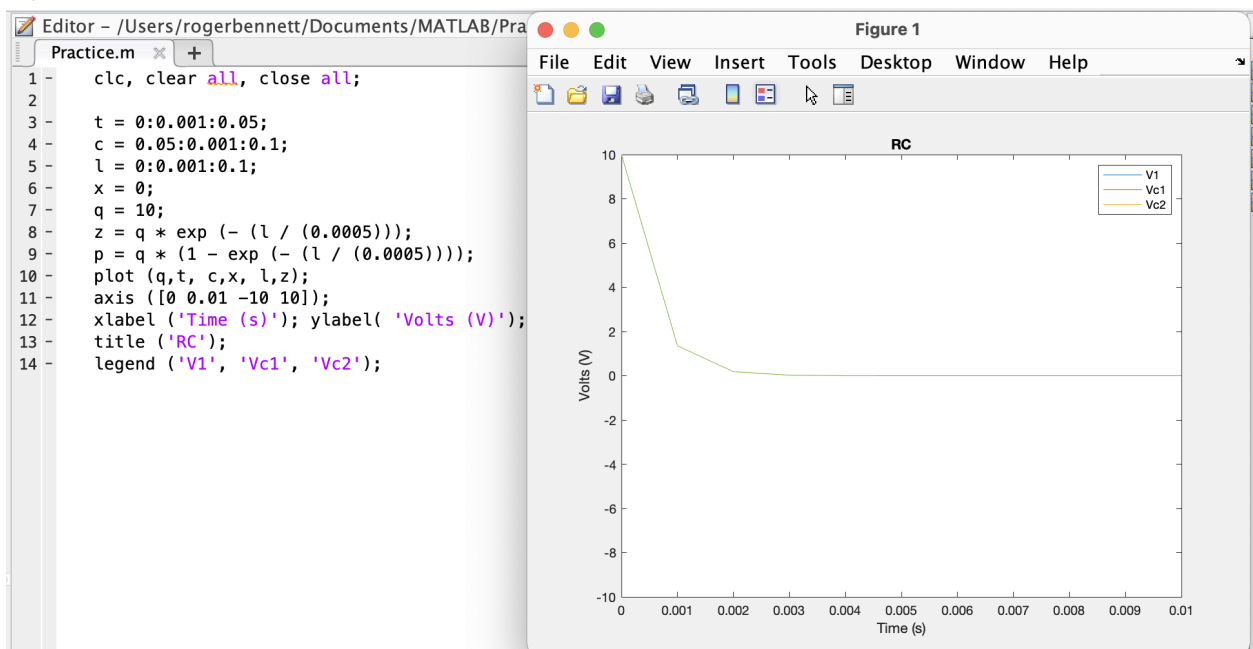 Editor - /Users/rogerbennett/Documents/MATLAB/Pra
Practice.m × +
1 - clc, clear all, close all;
2
3 - t = 0:0.001:0.05;
4 - c = 0.05:0.001:0.1;
5 - l = 0:0.001:0.1;
6 - x = 0;
7 - q = 10;
8 - z = q * exp (- (l / (0.0005)));
9 - p = q * (1 - exp (- (l / (0.0005))));
10 - plot (q,t, c,x, l,z);
11 - axis ([0 0.01 -10 10]);
12 - xlabel ('Time (s)'); ylabel( 'Volts (V)');
13 - title ('RC');
14 - legend ('V1', 'Vc1', 'Vc2');
Figure 1
File Edit View Insert Tools Desktop Window Help
RC
V1
Vc1
Vc2
10
8
6
4
2
0
-2
-4
-6
-8
-10
Volts (V)
0 0.001 0.002 0.003 0.004 0.005 0.006 0.007 0.008 0.009 0.01
Time (s)